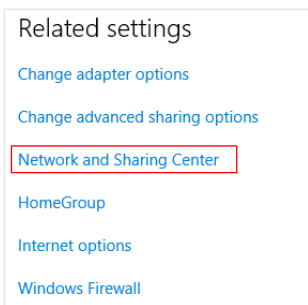 Related settings
Change adapter options
Change advanced sharing options
Network and Sharing Center
HomeGroup
Internet options
Windows Firewall